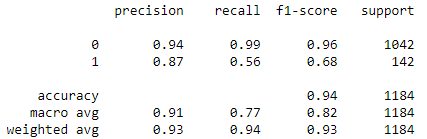 precision recall f1-score support
0 0.94 0.99 0.96 1042
1 0.87 0.56 0.68 142
accuracy 0.94 1184
macro avg 0.91 0.77 0.82 1184
weighted avg 0.93 0.94 0.93 1184